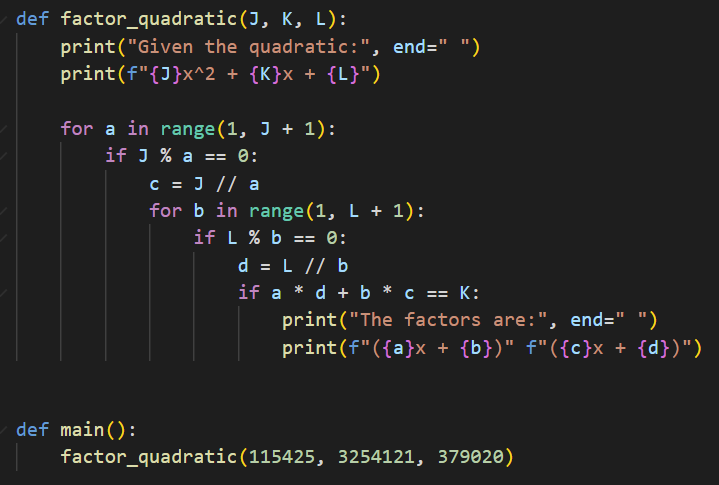 def factor_quadratic(J, K, L):
    print("Given the quadratic:", end=" ")
    print(f"{J}x^2 + {K}x + {L}")
    for a in range(1, J + 1):
        if J % a == 0:
            c = J // a
            for b in range(1, L + 1):
                if L % b == 0:
                    d = L // b
                    if a * d + b * c == K:
                        print("The factors are:", end=" ")
                        print(f"({a}x + {b})" f"({c}x + {d})")
def main():
    factor_quadratic(115425, 3254121, 379020)